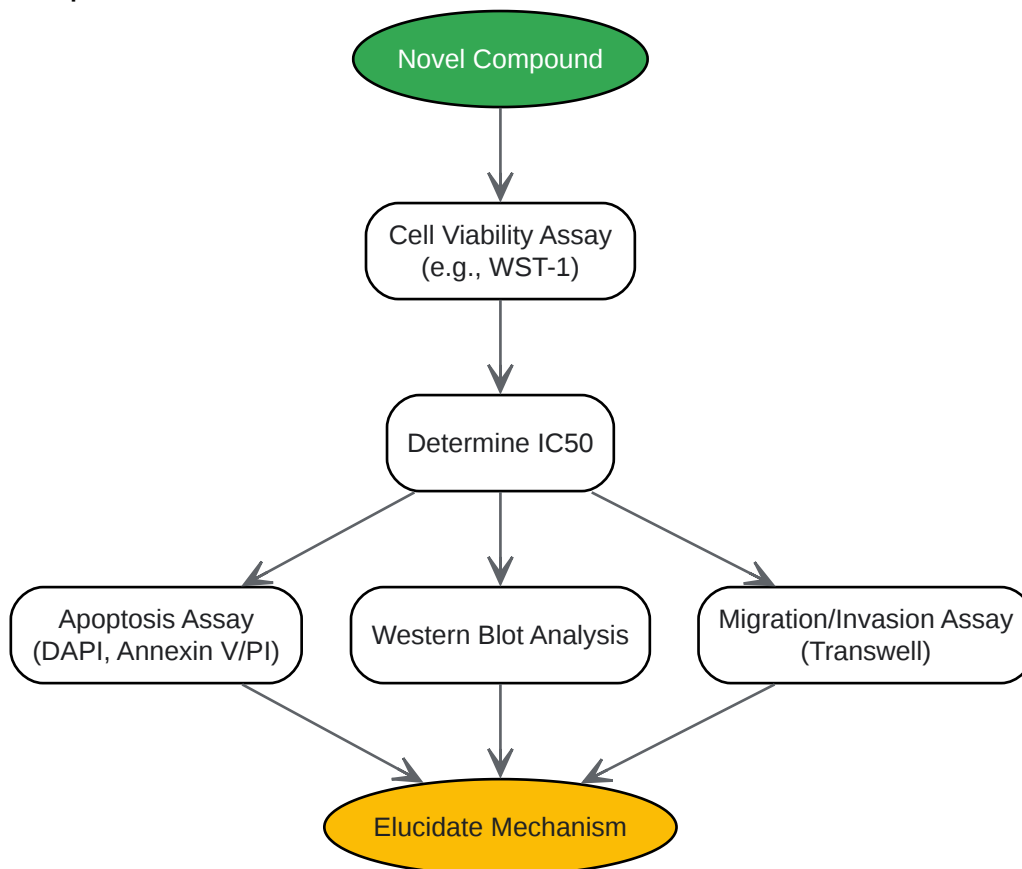 Novel Compound
Cell Viability Assay
(e.g., WST-1)
Determine IC50
Apoptosis Assay
(DAPI, Annexin V/PI)
Western Blot Analysis
Migration/Invasion Assay
(Transwell)
Elucidate Mechanism